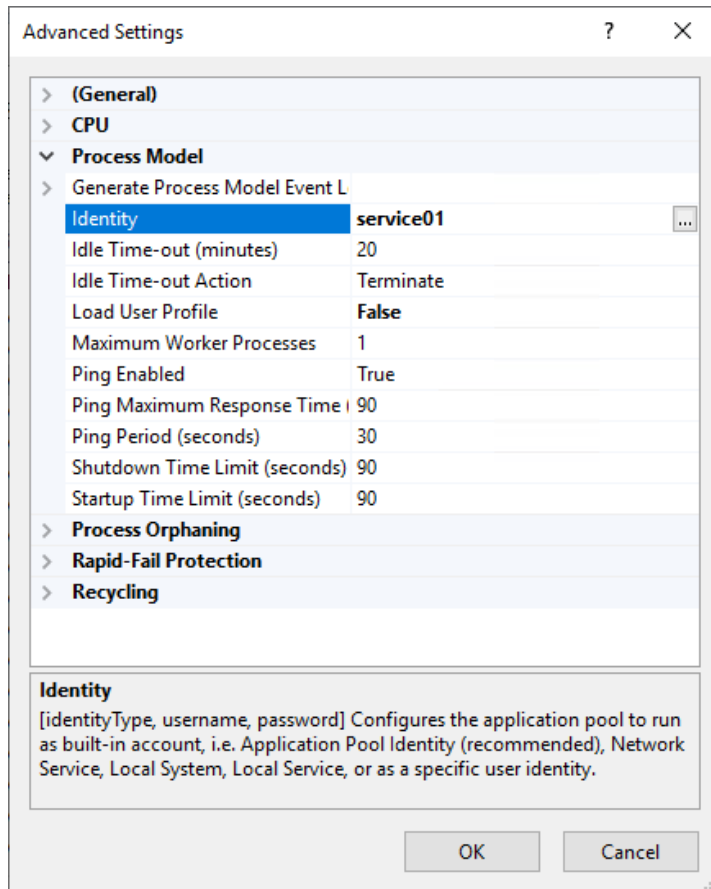 Advanced Settings ?
(General)
CPU
Process Model
Generate Process Model Event L
Identity service01 ...
Idle Time-out (minutes) 20
Idle Time-out Action Terminate
Load User Profile False
Maximum Worker Processes 1
Ping Enabled True
Ping Maximum Response Time ( 90
Ping Period (seconds) 30
Shutdown Time Limit (seconds) 90
Startup Time Limit (seconds) 90
Process Orphaning
Rapid-Fail Protection
Recycling
Identity
[identityType, username, password] Configures the application pool to run
as built-in account, i.e. Application Pool Identity (recommended), Network
Service, Local System, Local Service, or as a specific user identity.
OK Cancel